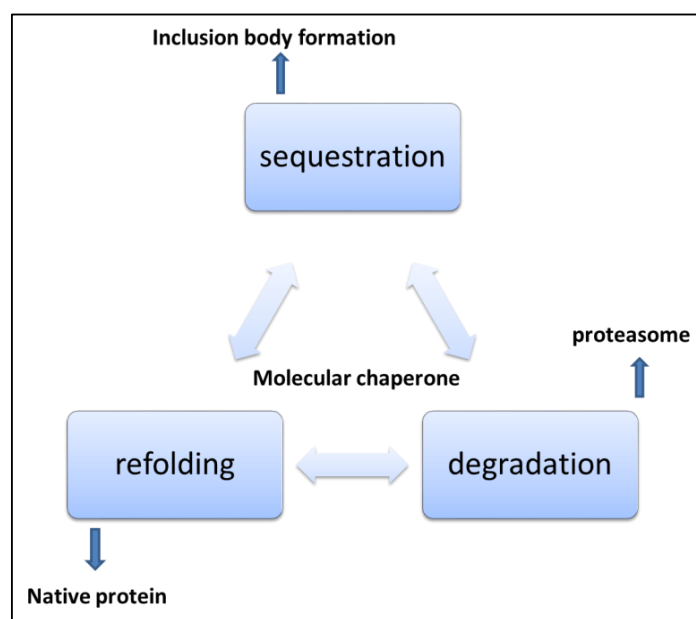 Inclusion body formation
sequestration
proteasome
Molecular chaperone
refolding
degradation
Native protein